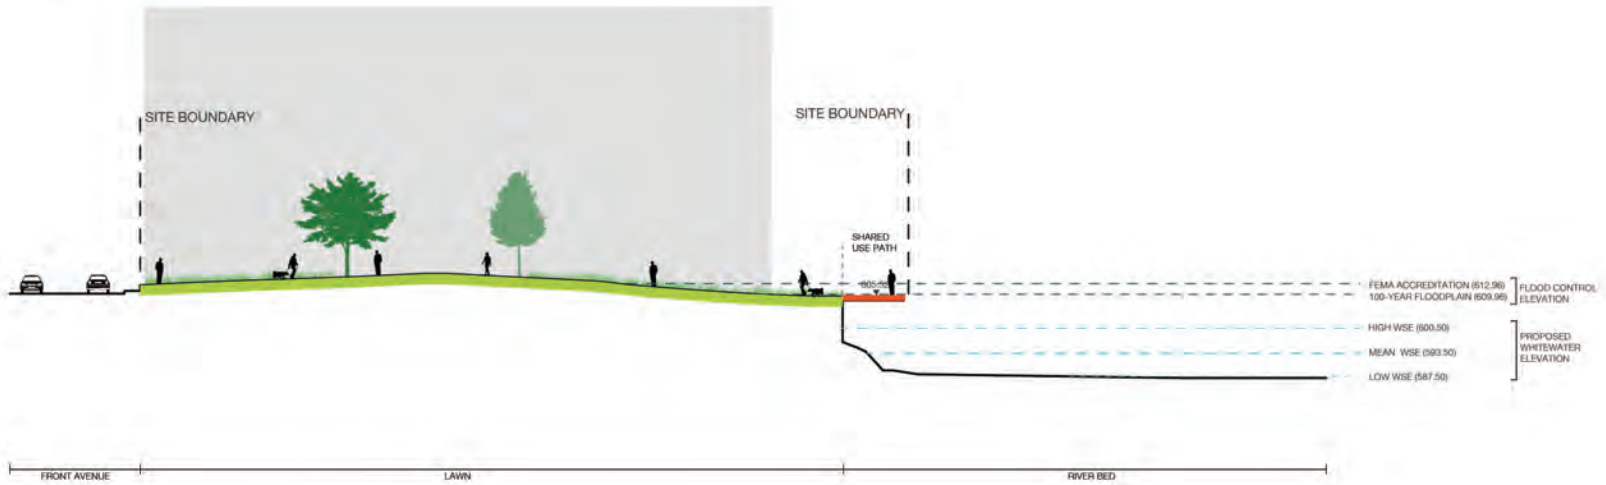 SITE BOUNDARY
SITE BOUNDARY
SHARED
USE PATH
FEMA ACCREDITATION (612.96)
100-YEAR FLOODPLAIN (609.96)
FLOOD CONTROL
ELEVATION
HIGH WSE (600.50)
MEAN WSE (593.50)
LOW WSE (587.50)
PROPOSED
WHITEWATER
ELEVATION
FRONT AVENUE
LAWN
RIVER BED